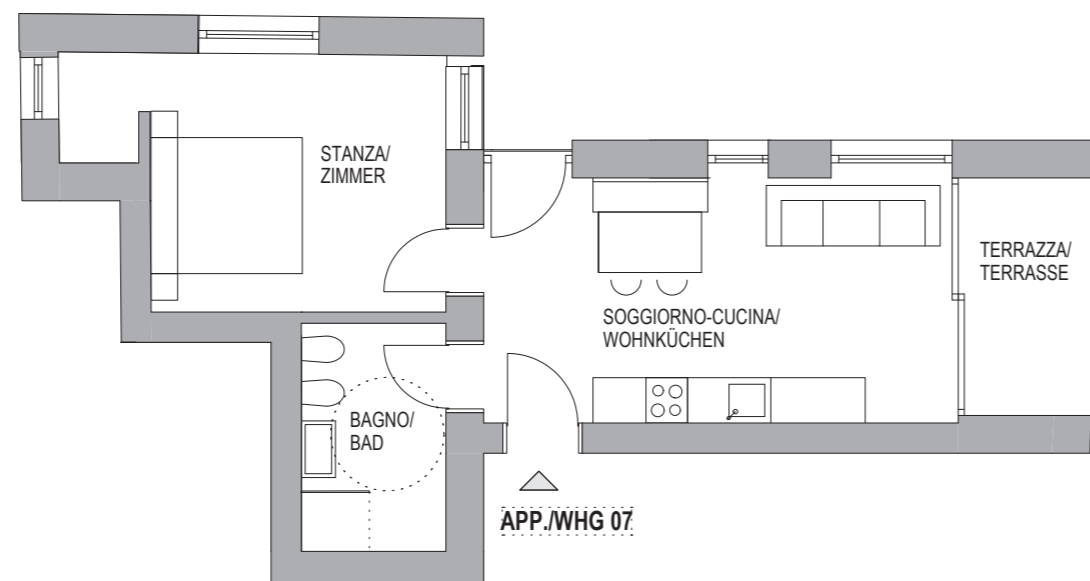 STANZA/
ZIMMER
TERRAZZA/
TERRASSE
SOGGIORNO-CUCINA/
WOHNKÜCHEN
BAGNO/
BAD
APP./WHG 07